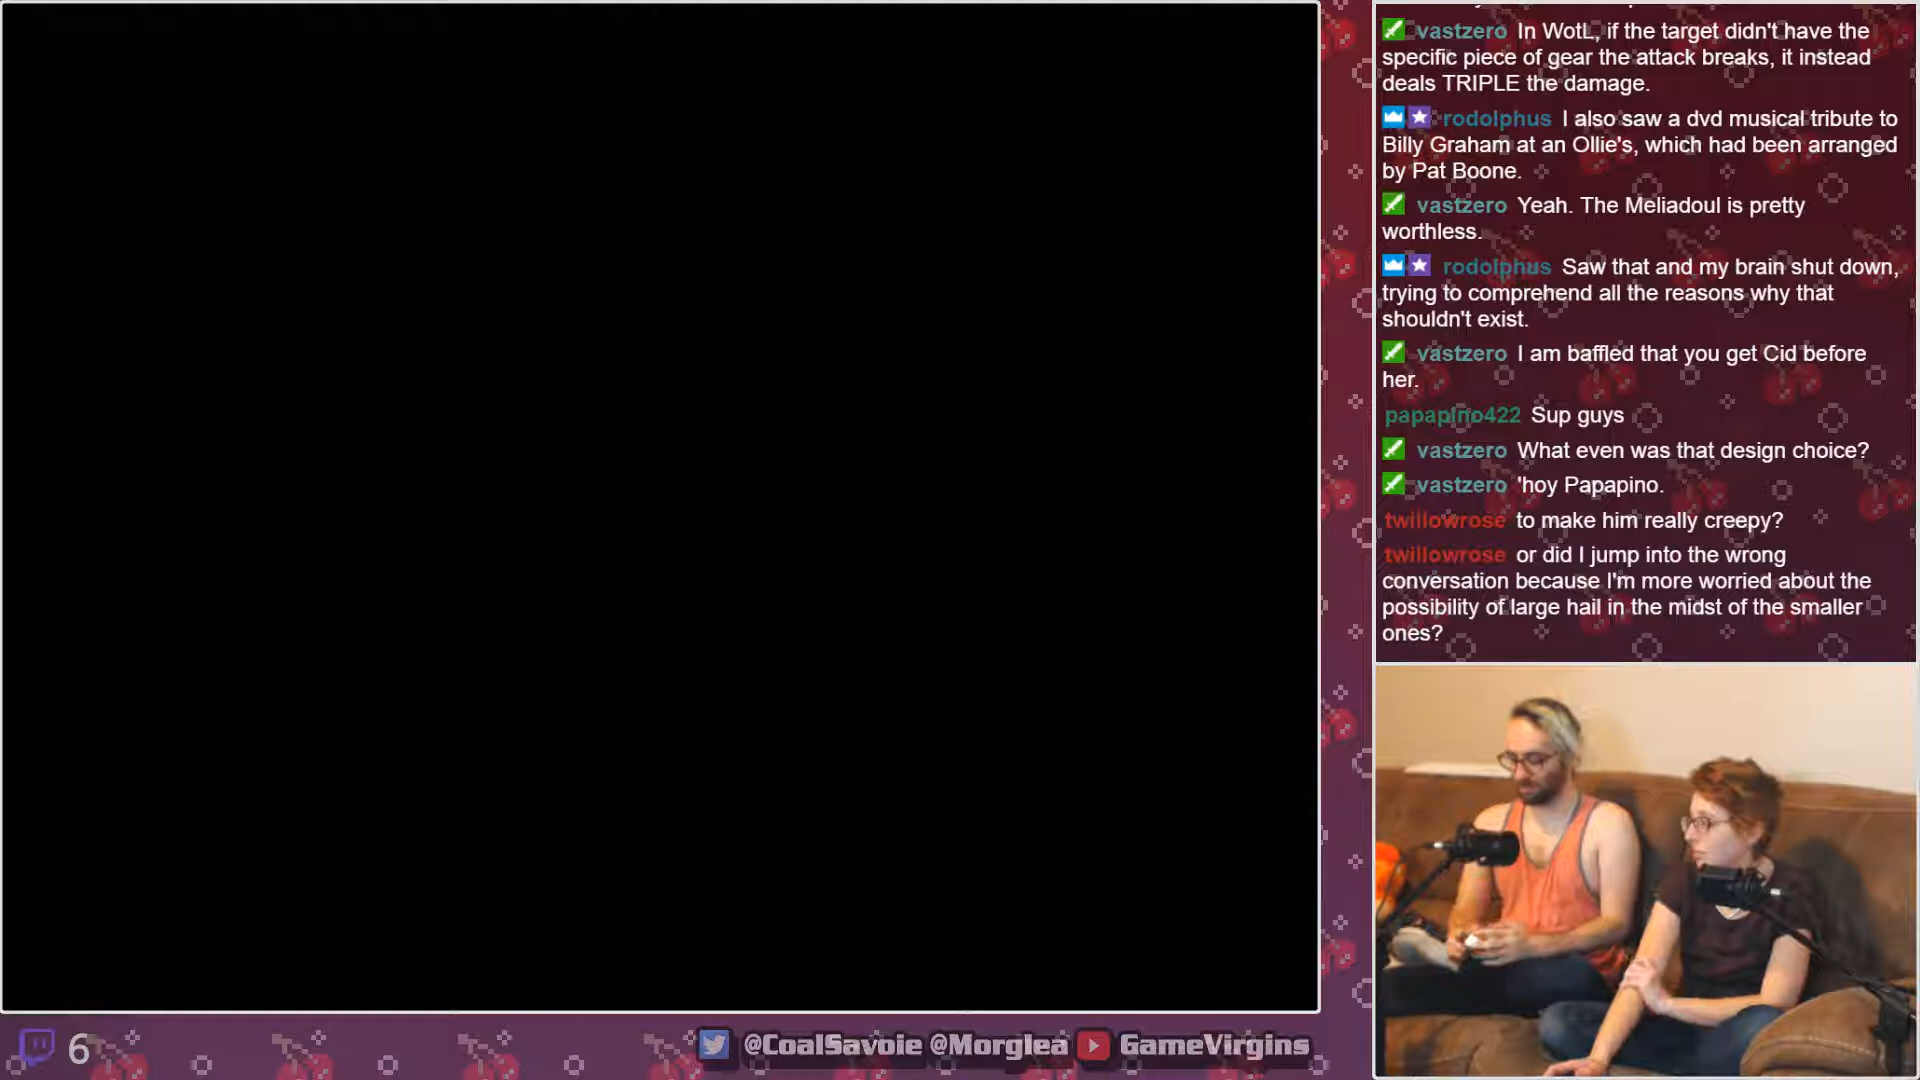 vastzero In WotL, if the target didn't have the
specific piece of gear the attack breaks, it instead
deals TRIPLE the damage.
rodolphus I also saw a dvd musical tribute to
Billy Graham at an Ollie's, which had been arranged
by Pat Boone.
vastzero Yeah. The Meliadoul is pretty
worthless.
rodolphus Saw that and my brain shut down,
trying to comprehend all the reasons why that
shouldn't exist.
vastzero I am baffled that you get Cid before
her.
papapino422 Sup guys
vastzero What even was that design choice?
vastzero 'hoy Papapino.
twillowrose to make him really creepy?
twillowrose or did I jump into the wrong
conversation because I'm more worried about the
possibility of large hail in the midst of the smaller
ones?
6 @CoalSavoie @Morglea GameVirgins